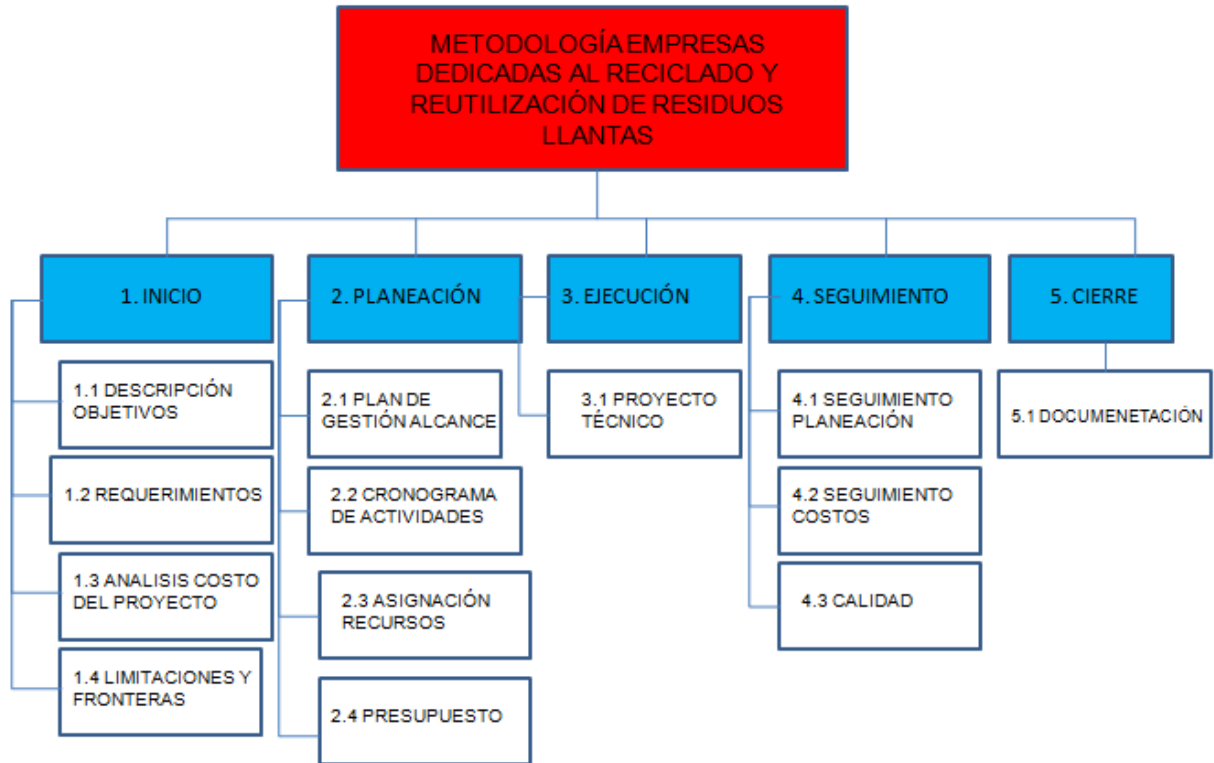 METODOLOGÍA EMPRESAS
DEDICADAS AL RECICLADO Y
REUTILIZACIÓN DE RESIDUOS
LLANTAS
1. INICIO
2. PLANEACIÓN
3. EJECUCIÓN
4. SEGUIMIENTO
5. CIERRE
1.1 DESCRIPCIÓN
OBJETIVOS
1.2 REQUERIMIENTOS
1.3 ANALISIS COSTO
DEL PROYECTO
1.4 LIMITACIONES Y
FRONTERAS
2.1 PLAN DE
GESTIÓN ALCANCE
2.2 CRONOGRAMA
DE ACTIVIDADES
2.3 ASIGNACIÓN
RECURSOS
2.4 PRESUPUESTO
3.1 PROYECTO
TÉCNICO
4.1 SEGUIMIENTO
PLANEACIÓN
4.2 SEGUIMIENTO
COSTOS
4.3 CALIDAD
5.1 DOCUMENETACIÓN